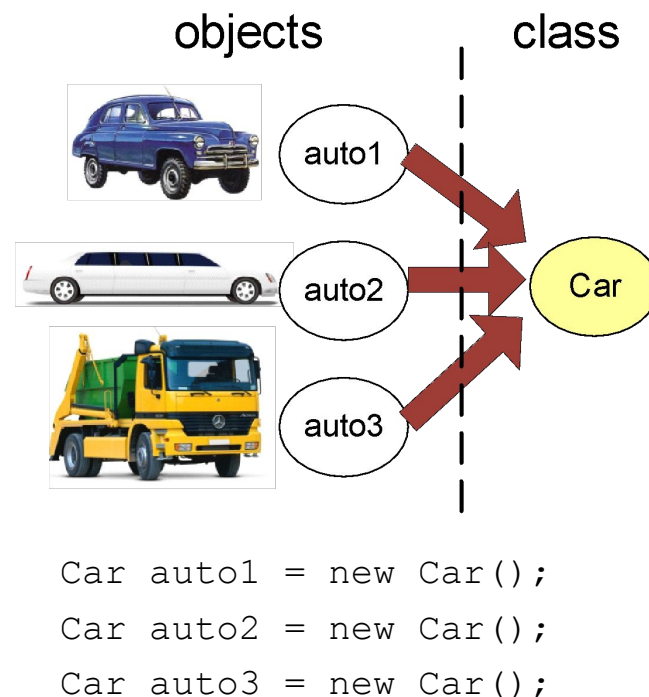 objects class
auto1
auto2
Car
auto3
Car auto1 = new Car();
Car auto2 = new Car();
Car auto3 = new Car();